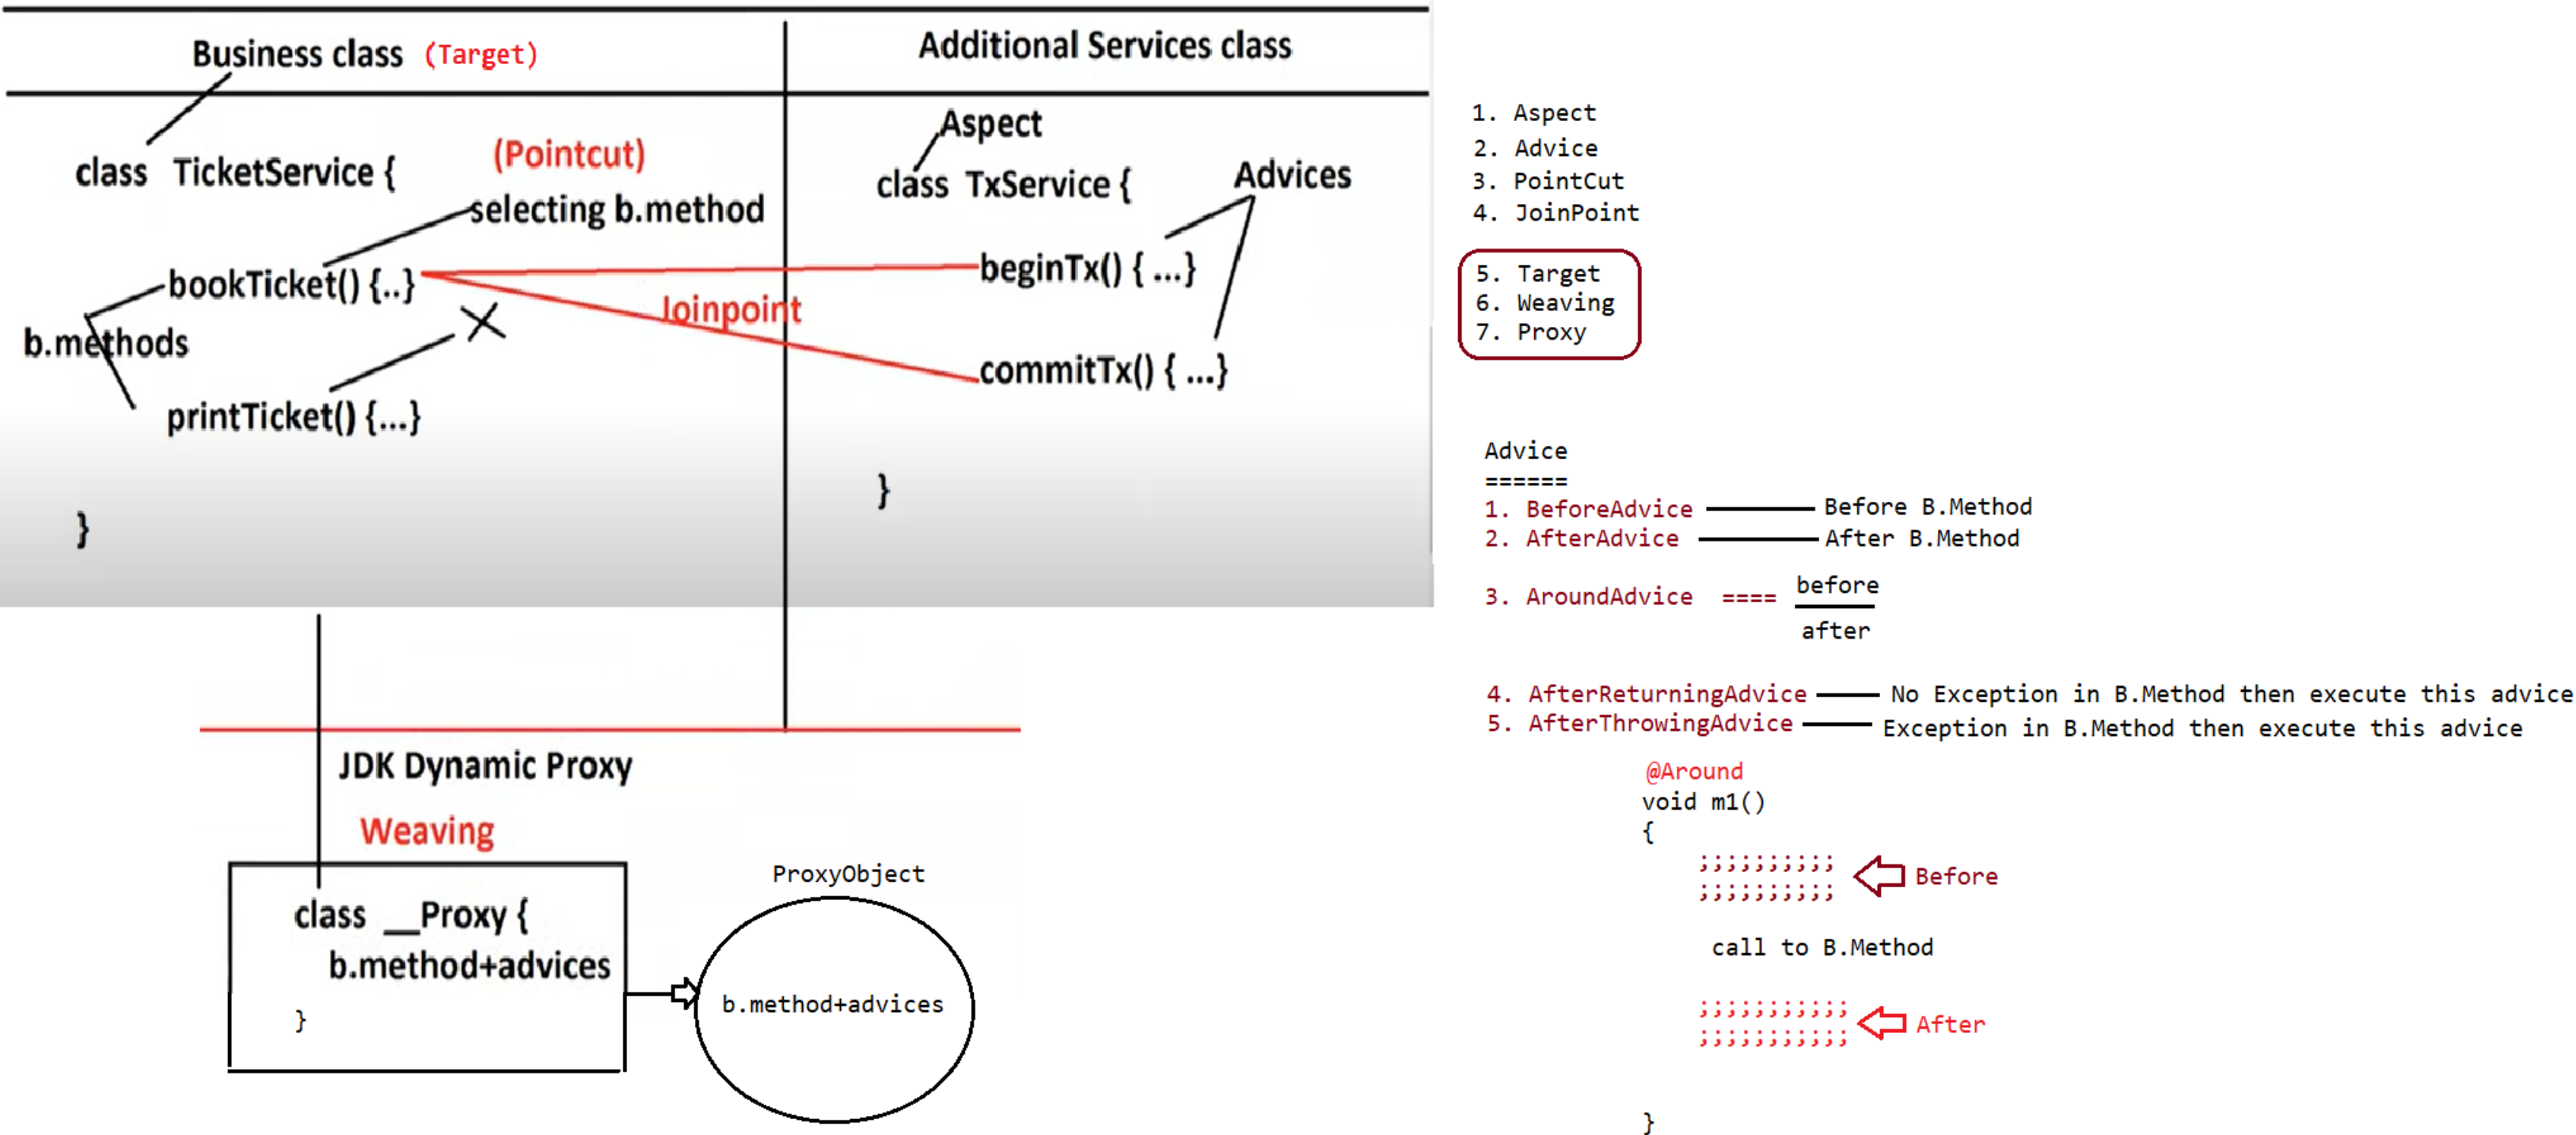 Business class (Target)
Additional Services class
Aspect
class TicketService {
(Pointcut)
selecting b.method
class TxService {
Advices
bookTicket() {..}
beginTx() { ...}
Joinpoint
b.methods
commitTx() { ...}
printTicket() {...}
}
}
JDK Dynamic Proxy
Weaving
class __Proxy {
b.method+advices
}
ProxyObject
b.method+advices
1. Aspect
2. Advice
3. PointCut
4. JoinPoint
5. Target
6. Weaving
7. Proxy
Advice
======
1. BeforeAdvice Before B.Method
2. AfterAdvice After B.Method
3. AroundAdvice ==== before
after
4. AfterReturningAdvice No Exception in B.Method then execute this advice
5. AfterThrowingAdvice Exception in B.Method then execute this advice
@Around
void m1()
{
;;;;;;;;;;
;;;;;;;;;; Before
call to B.Method
;;;;;;;;;;;
;;;;;;;;;;; After
}